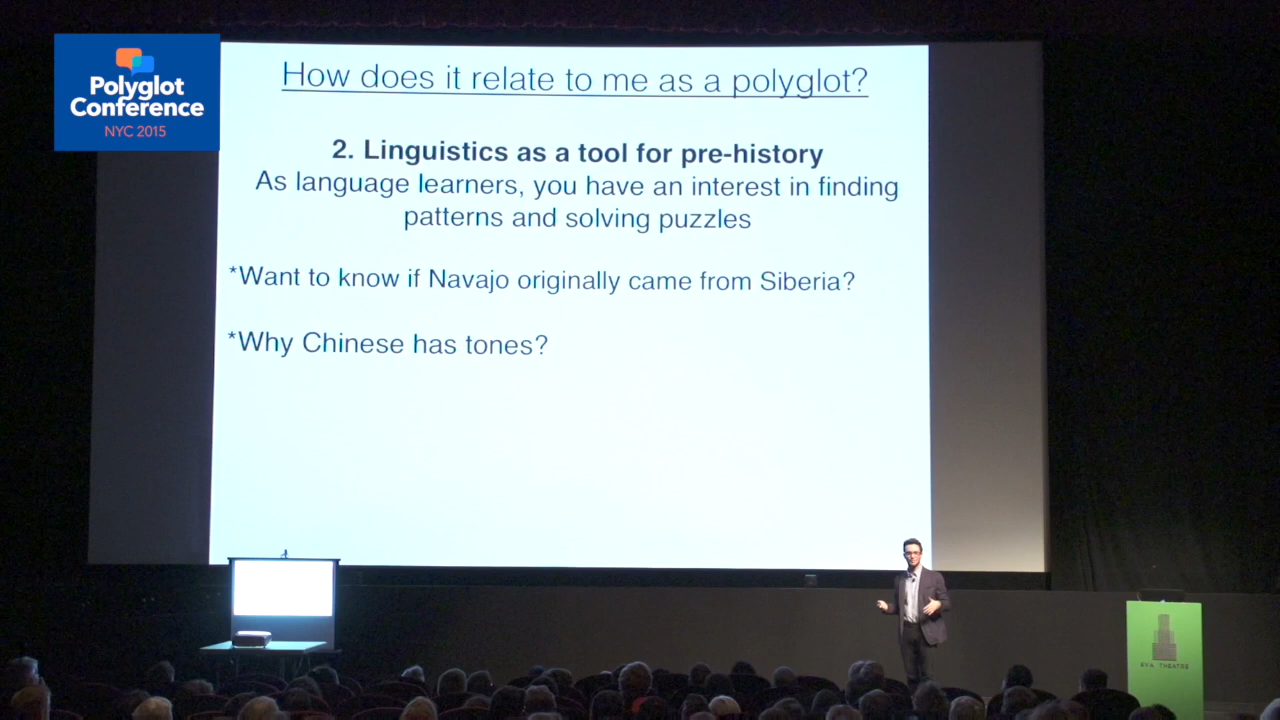 Polyglot
Conference
NYC 2015
How does it relate to me as a polyglot?
2. Linguistics as a tool for pre-history
As language learners, you have an interest in finding
patterns and solving puzzles
*Want to know if Navajo originally came from Siberia?
*Why Chinese has tones?
SVA THEATRE